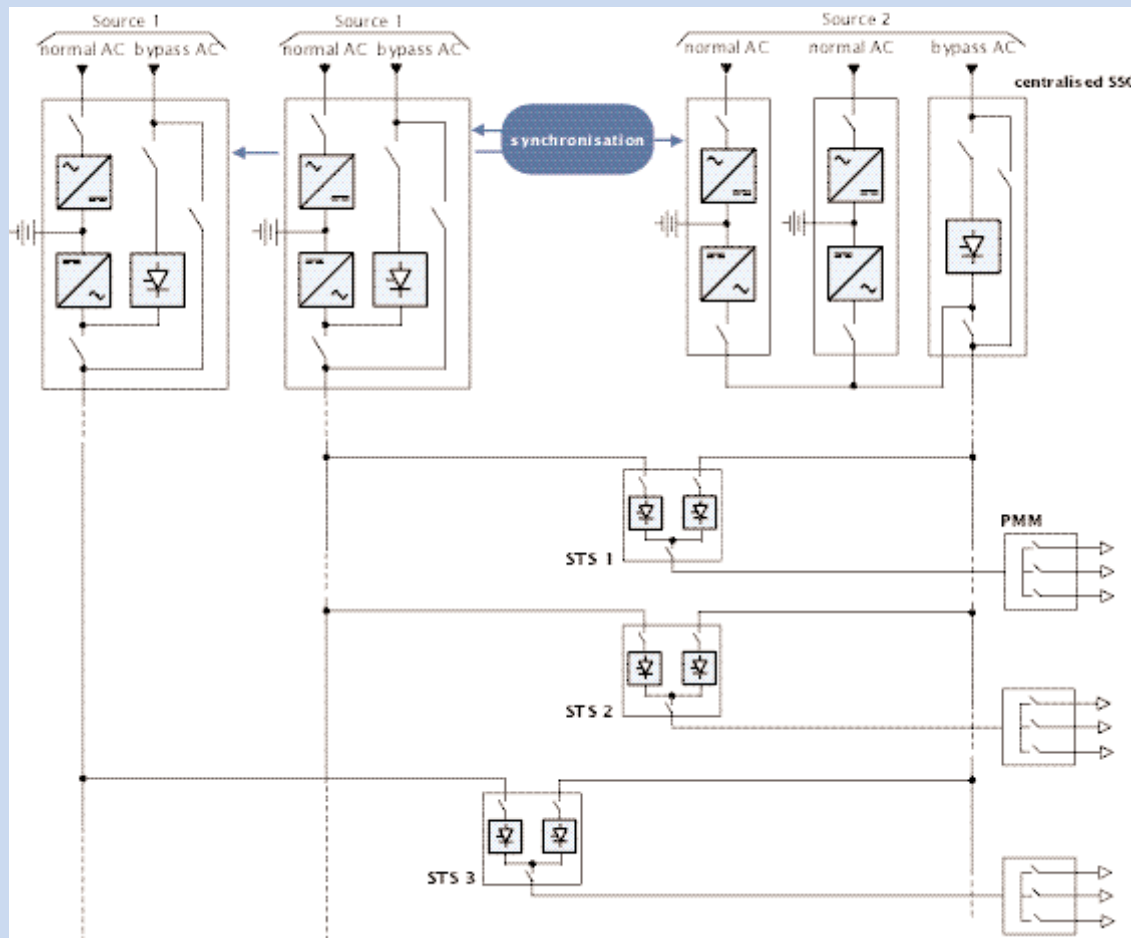 Source 1
Source 1
Source 2
normal AC bypass AC
normal AC bypass AC
normal AC
normal AC
bypass AC
centralised SSC
synchronisation
STS 1
PMM
STS 2
STS 3